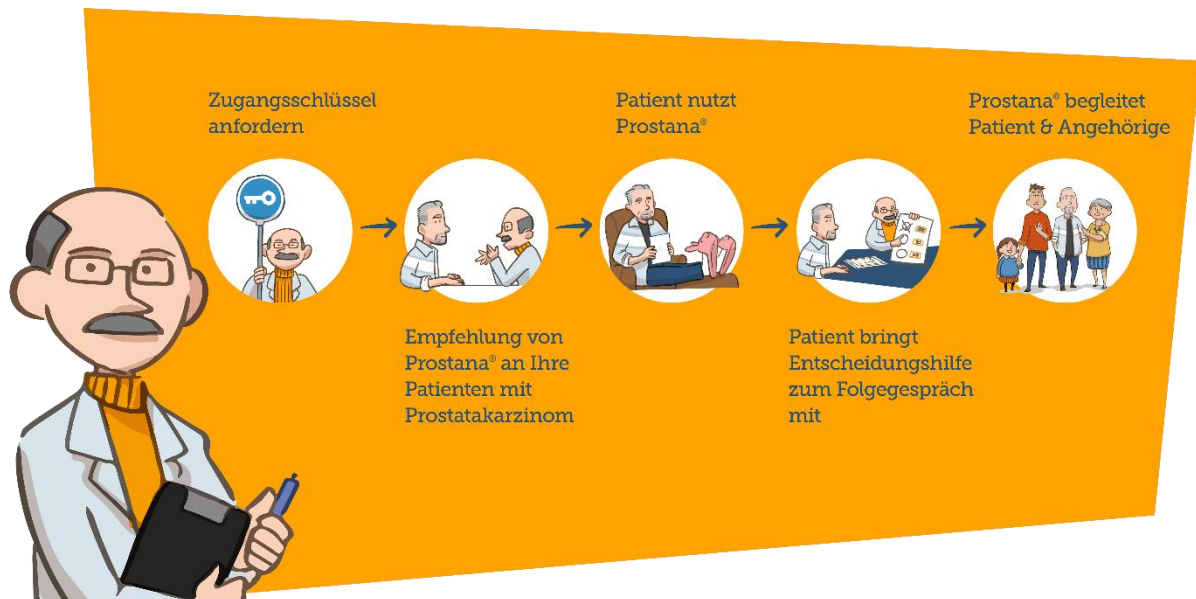 Zugangsschlüssel
anfordern
Empfehlung von
Prostana® an Ihre
Patienten mit
Prostatakarzinom
Patient nutzt
Prostana®
Patient bringt
Entscheidungshilfe
zum Folgegespräch
mit
Prostana® begleitet
Patient & Angehörige